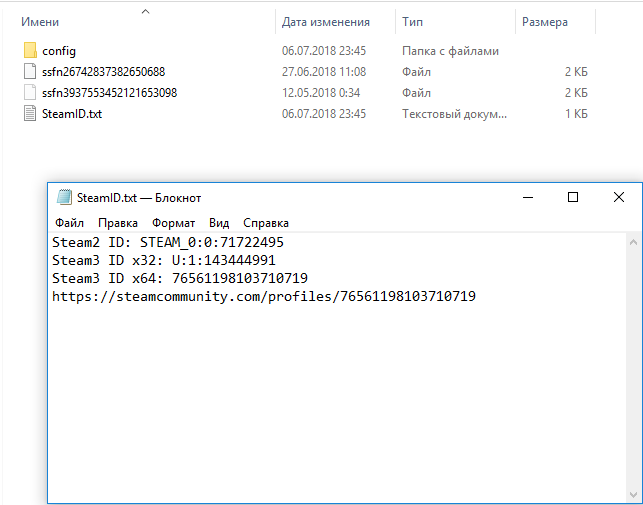 Имени Дата изменения Тип Размера
config 06.07.2018 23:45 Папка с файлами
ssfn26742837382650688 27.06.2018 11:08 Файл 2 КБ
ssfn3937553452121653098 12.05.2018 0:34 Файл 2 КБ
SteamID.txt 06.07.2018 23:45 Текстовый докум... 1 КБ
SteamID.txt — Блокнот
Файл Правка Формат Вид Справка
Steam2 ID: STEAM_0:0:71722495
Steam3 ID x32: U:1:143444991
Steam3 ID x64: 76561198103710719
https://steamcommunity.com/profiles/76561198103710719